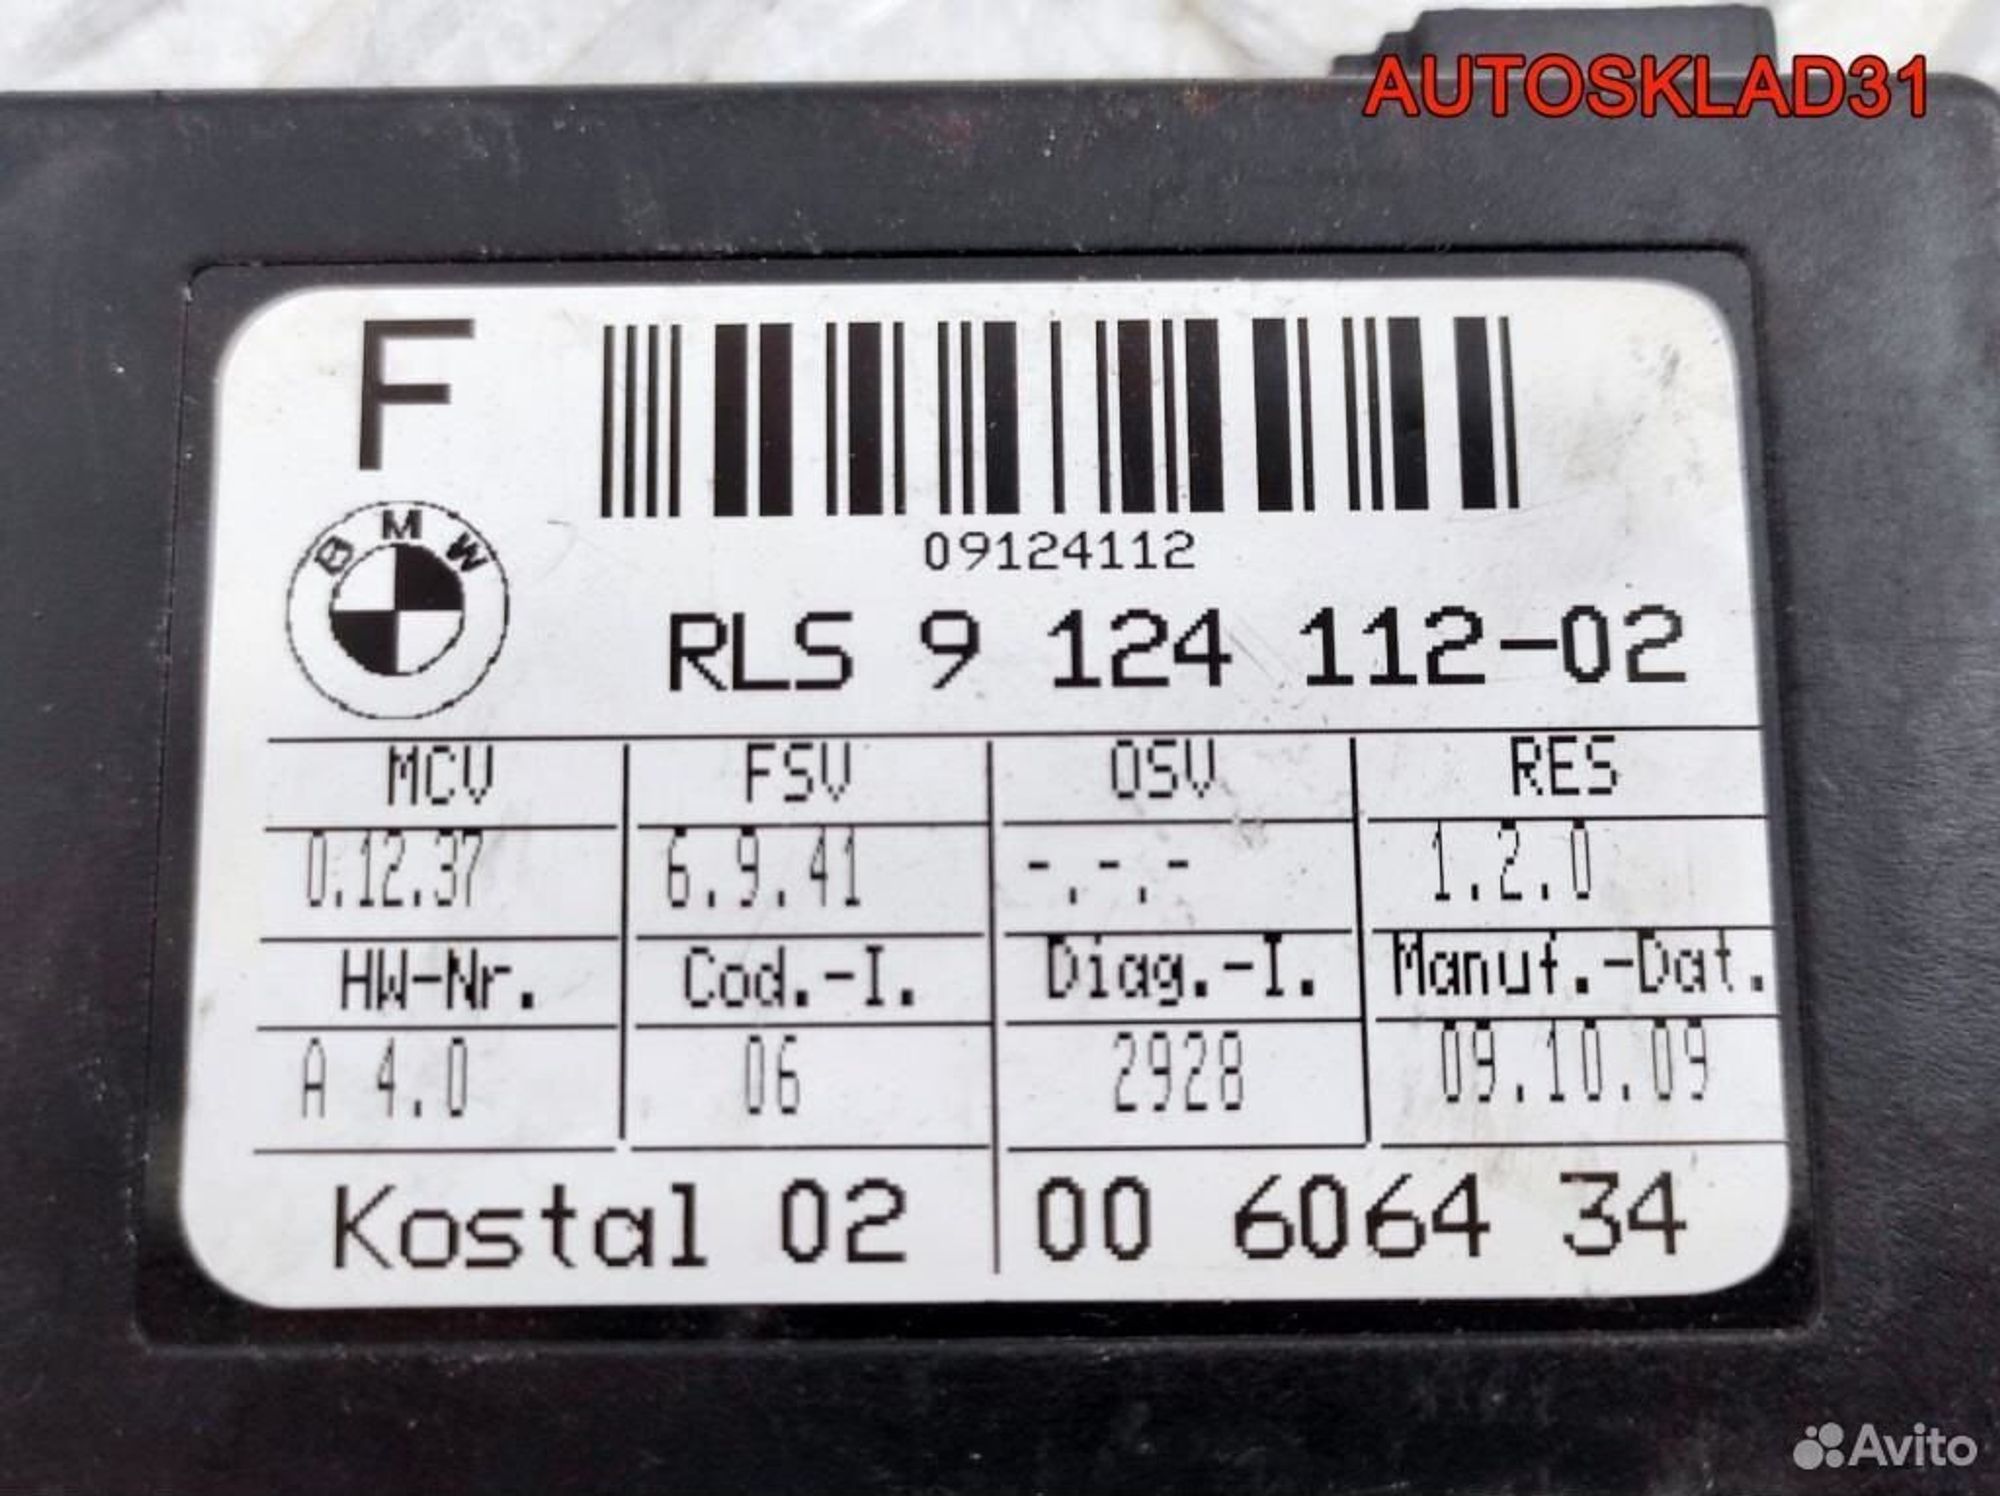 AUTOSKLAD31
F
09124112
BMW
RLS 9 124 112-02
MCV FSV OSV RES
0.12.37 6.9.41 -.-.- 1.2.0
HW-Nr. Cod.-I. Diag.-I. Manuf.-Dat.
A 4.0 06 2928 09.10.09
Kostal 02 00 6064 34
Avito